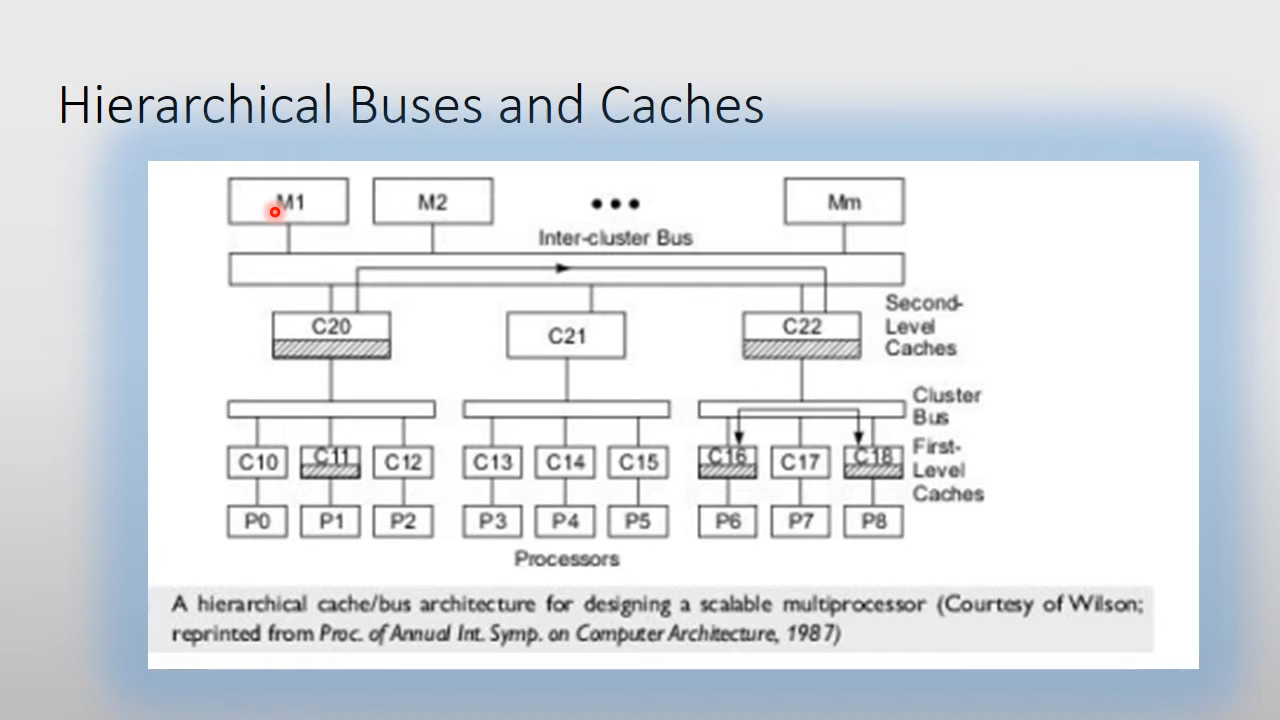 Hierarchical Buses and Caches
M1
M2
Mm
Inter-cluster Bus
C20
C21
C22
Second-
Level
Caches
Cluster
Bus
C10
C11
C12
C13
C14
C15
C16
C17
C18
First-
Level
Caches
P0
P1
P2
P3
P4
P5
P6
P7
P8
Processors
A hierarchical cache/bus architecture for designing a scalable multiprocessor (Courtesy of Wilson;
reprinted from Proc. of Annual Int. Symp. on Computer Architecture, 1987)